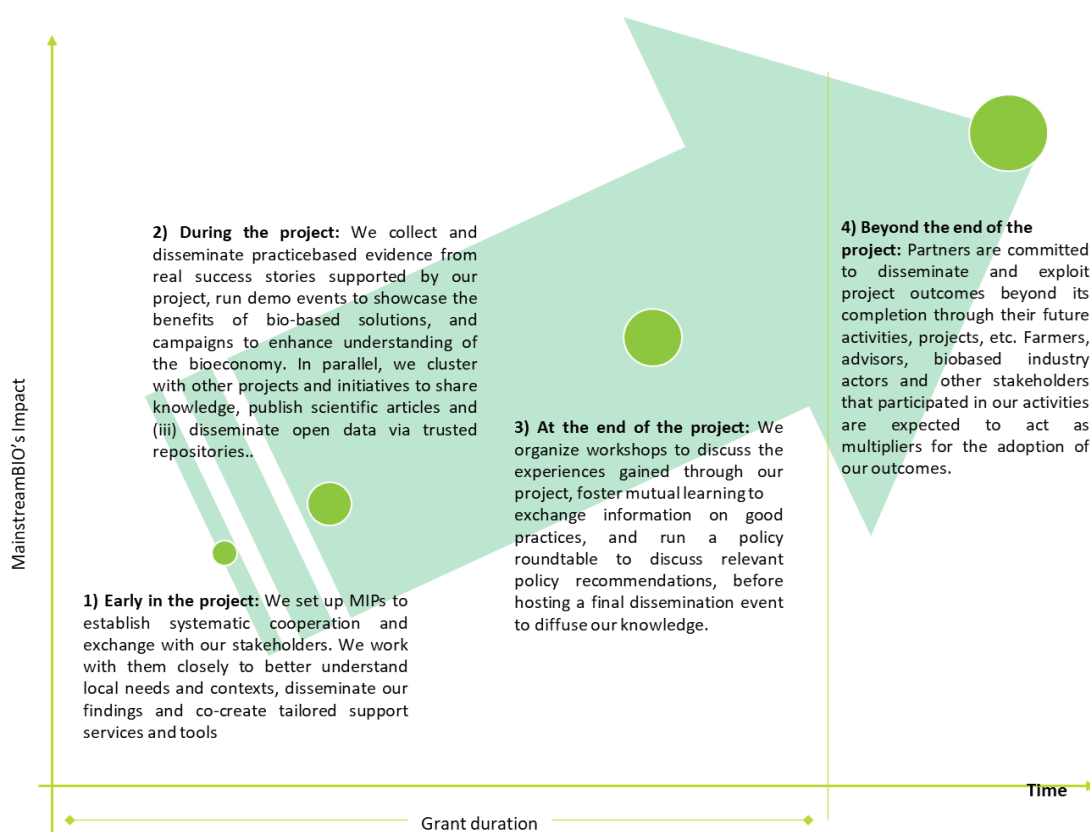 MainstreamBIO's Impact
2) During the project: We collect and
disseminate practicebased evidence from
real success stories supported by our
project, run demo events to showcase the
benefits of bio-based solutions, and
campaigns to enhance understanding of
the bioeconomy. In parallel, we cluster
with other projects and initiatives to share
knowledge, publish scientific articles and
(iii) disseminate open data via trusted
repositories..
4) Beyond the end of the
project: Partners are committed
to disseminate and exploit
project outcomes beyond its
completion through their future
activities, projects, etc. Farmers,
advisors, biobased industry
actors and other stakeholders
that participated in our activities
are expected to act as
multipliers for the adoption of
our outcomes.
3) At the end of the project: We
organize workshops to discuss the
experiences gained through our
project, foster mutual learning to
exchange information on good
practices, and run a policy
roundtable to discuss relevant
policy recommendations, before
hosting a final dissemination event
to diffuse our knowledge.
1) Early in the project: We set up MIPs to
establish systematic cooperation and
exchange with our stakeholders. We work
with them closely to better understand
local needs and contexts, disseminate our
findings and co-create tailored support
services and tools
Time
Grant duration